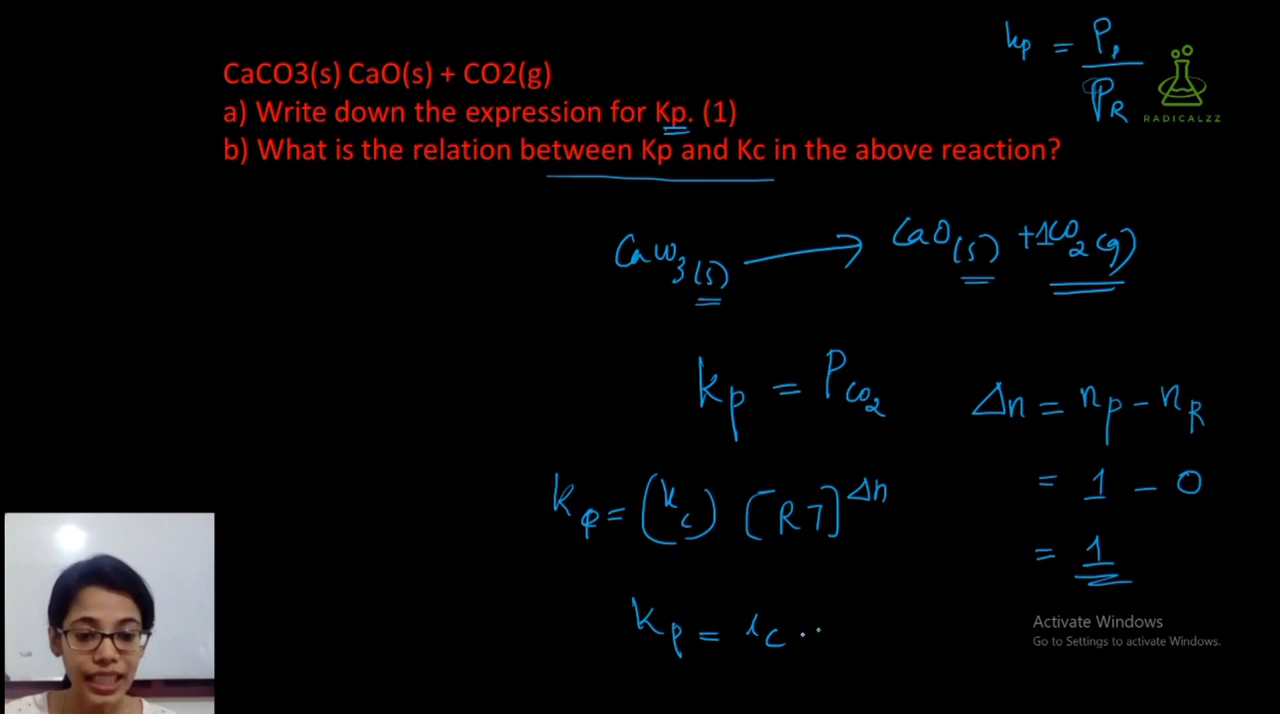 CaCO3(s) CaO(s) + CO2(g)
a) Write down the expression for Kp. (1)
b) What is the relation between Kp and Kc in the above reaction?
kp = Pp / PR
RADICALZZ
CaCO3(s) → CaO(s) + 1CO2(g)
kp = PCO2
Δn = np - nR
= 1 - 0
= 1
kp = (kc) [RT]^Δn
kp =
Activate Windows
Go to Settings to activate Windows.